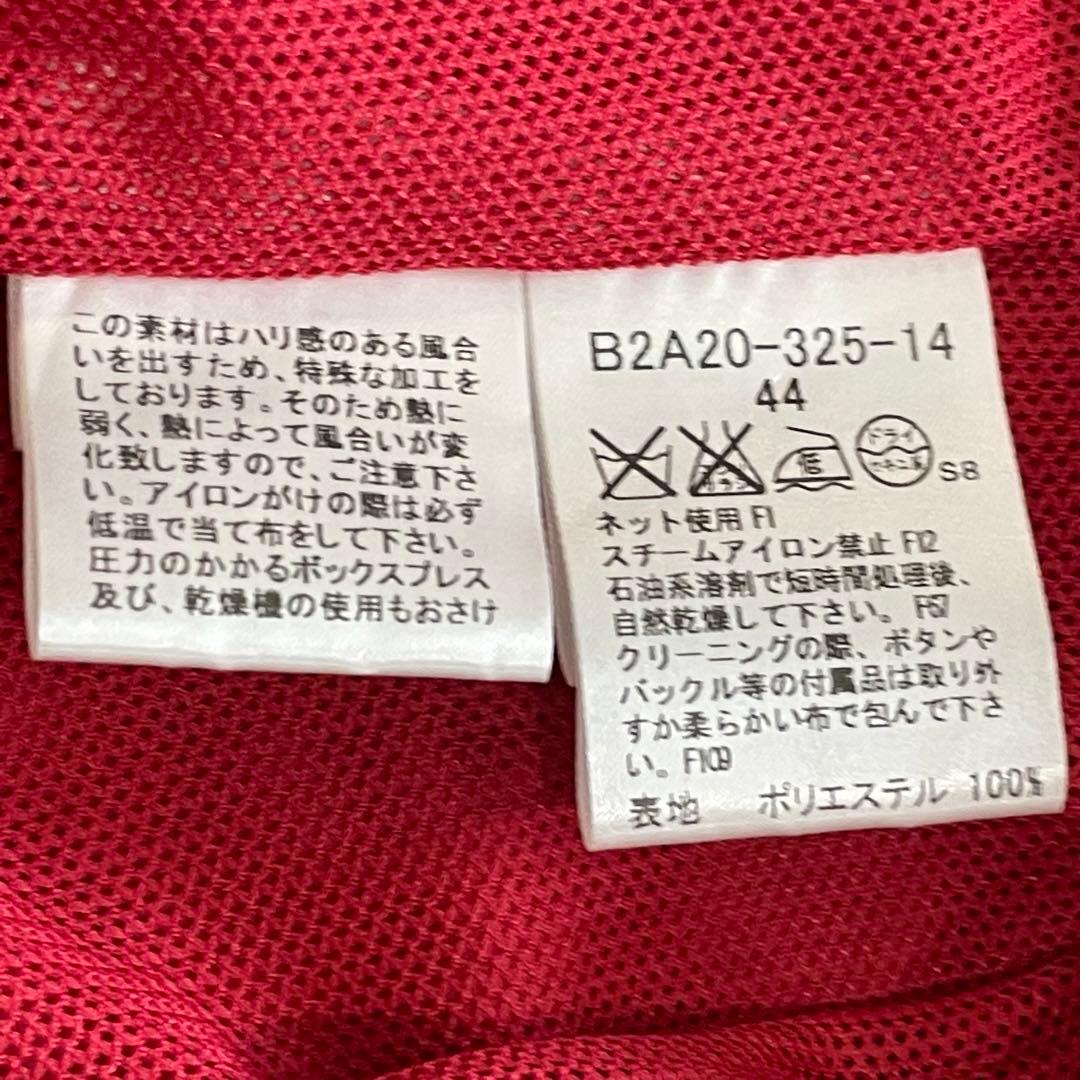 この素材はハリ感のある風合
いを出すため、特殊な加工を
しております。そのため熱に
弱く、熱によって風合いが変
化致しますので、ご注意下さ
い。アイロンがけの際は必ず
低温で当て布をして下さい。
圧力のかかるボックスプレス
及び、乾燥機の使用もおさけ
B2A20-325-14
44
低
ドライ
セキユ系
S8
ネット使用 F1
スチームアイロン禁止 F12
石油系溶剤で短時間処理後、
自然乾燥して下さい。 F67
クリーニングの際、ボタンや
バックル等の付属品は取り外
すか柔らかい布で包んで下さ
い。F109
表地 ポリエステル 100%